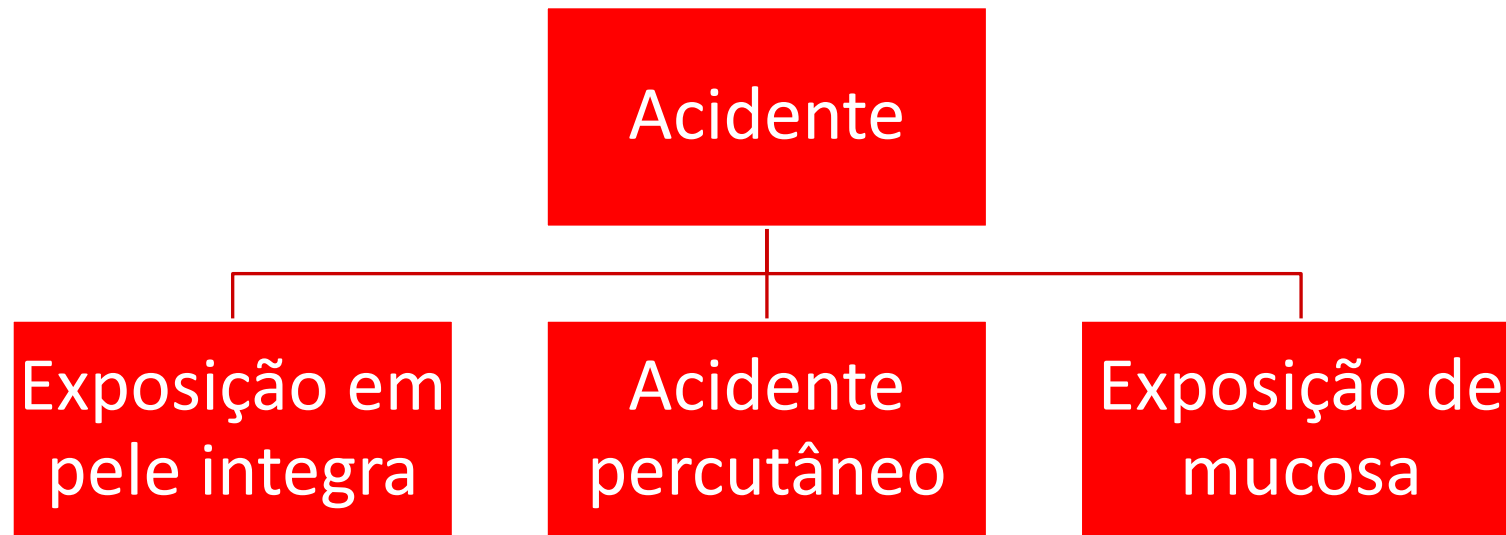 Acidente
Exposição em
pele integra
Acidente
percutâneo
Exposição de
mucosa